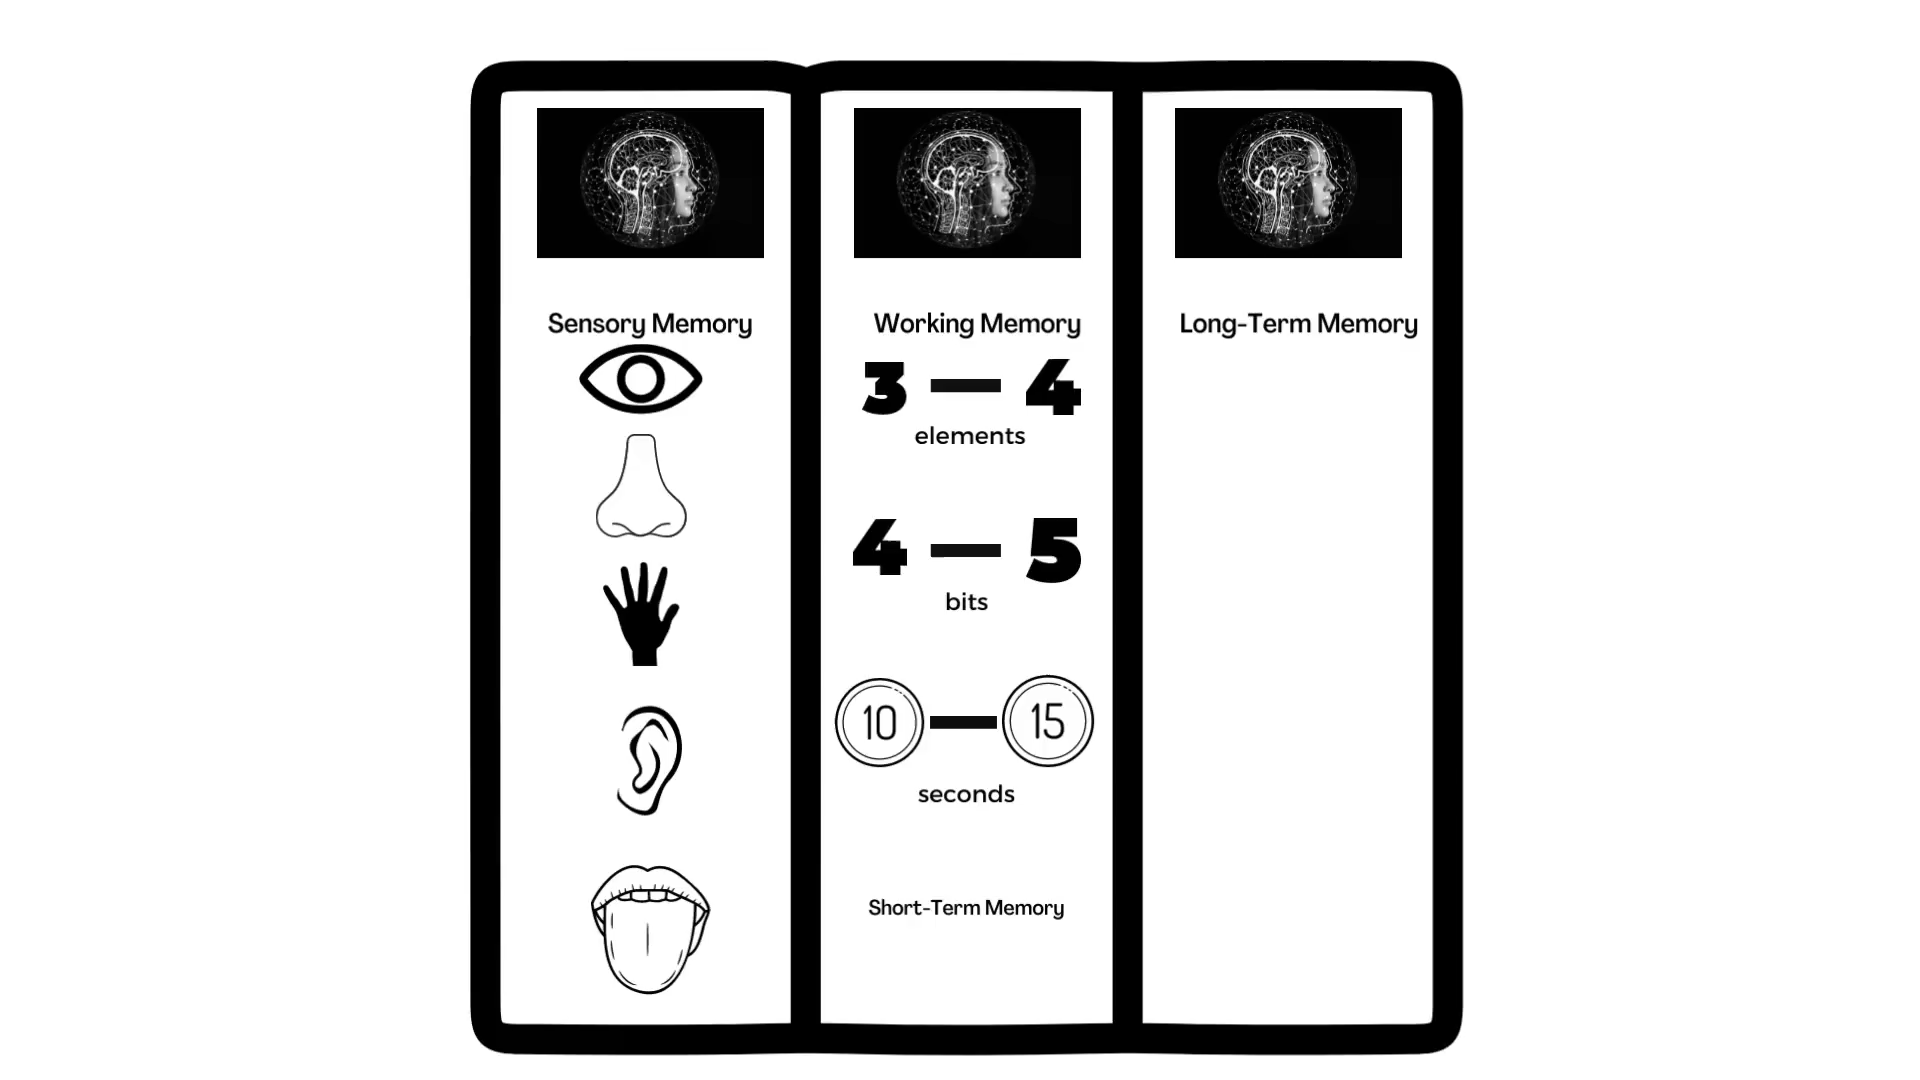 Sensory Memory
Working Memory
3 — 4
elements
4 — 5
bits
10 — 15
seconds
Short-Term Memory
Long-Term Memory